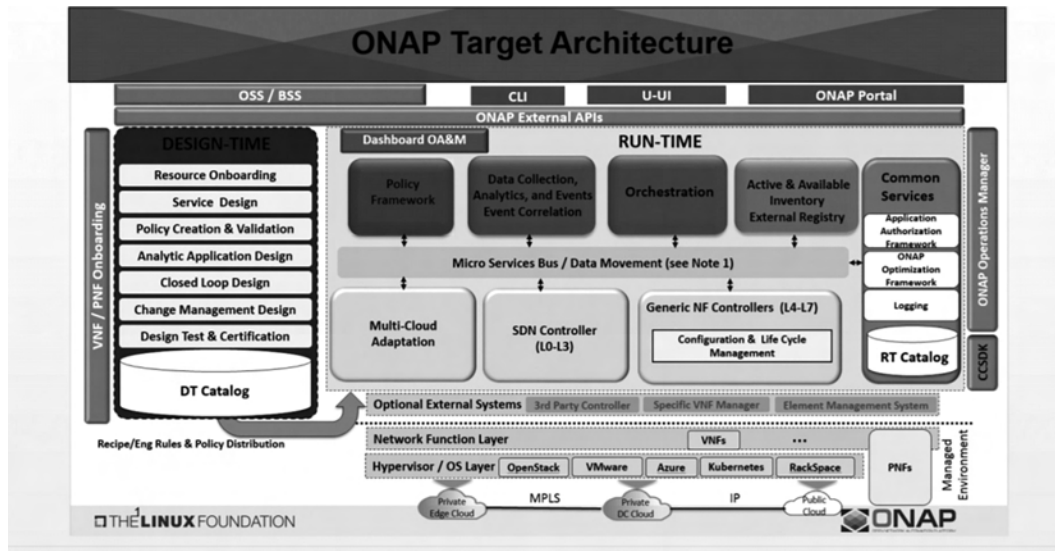 ONAP Target Architecture
OSS / BSS
CLI
U-UI
ONAP Portal
ONAP External APIs
VNF / PNF Onboarding
DESIGN-TIME
Resource Onboarding
Service Design
Policy Creation & Validation
Analytic Application Design
Closed Loop Design
Change Management Design
Design Test & Certification
DT Catalog
Recipe/Eng Rules & Policy Distribution
Dashboard OA&M
RUN-TIME
Policy
Framework
Data Collection,
Analytics, and Events
Event Correlation
Orchestration
Active & Available
Inventory
External Registry
Common
Services
Application
Authorization
Framework
ONAP
Optimization
Framework
Logging
RT Catalog
Micro Services Bus / Data Movement (see Note 1)
Multi-Cloud
Adaptation
SDN Controller
(L0-L3)
Generic NF Controllers (L4-L7)
Configuration & Life Cycle
Management
ONAP Operations Manager
CCSDK
Optional External Systems
3rd Party Controller
Specific VNF Manager
Element Management System
Network Function Layer
VNFs
...
Hypervisor / OS Layer
OpenStack
VMware
Azure
Kubernetes
RackSpace
PNFs
Managed
Environment
Private
Edge Cloud
MPLS
Private
DC Cloud
IP
Public
Cloud
1
THE LINUX FOUNDATION
ONAP